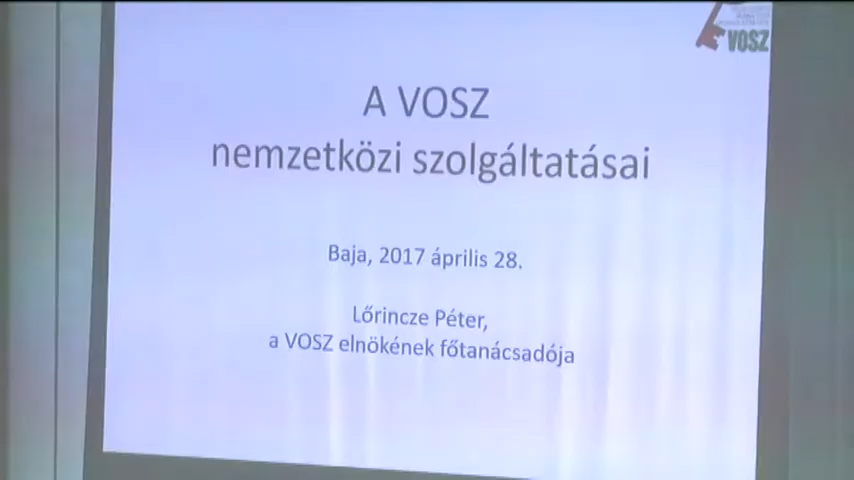 VOSZ
A VOSZ
nemzetközi szolgáltatásai
Baja, 2017 április 28.
Lőrincze Péter,
a VOSZ elnökének főtanácsadója